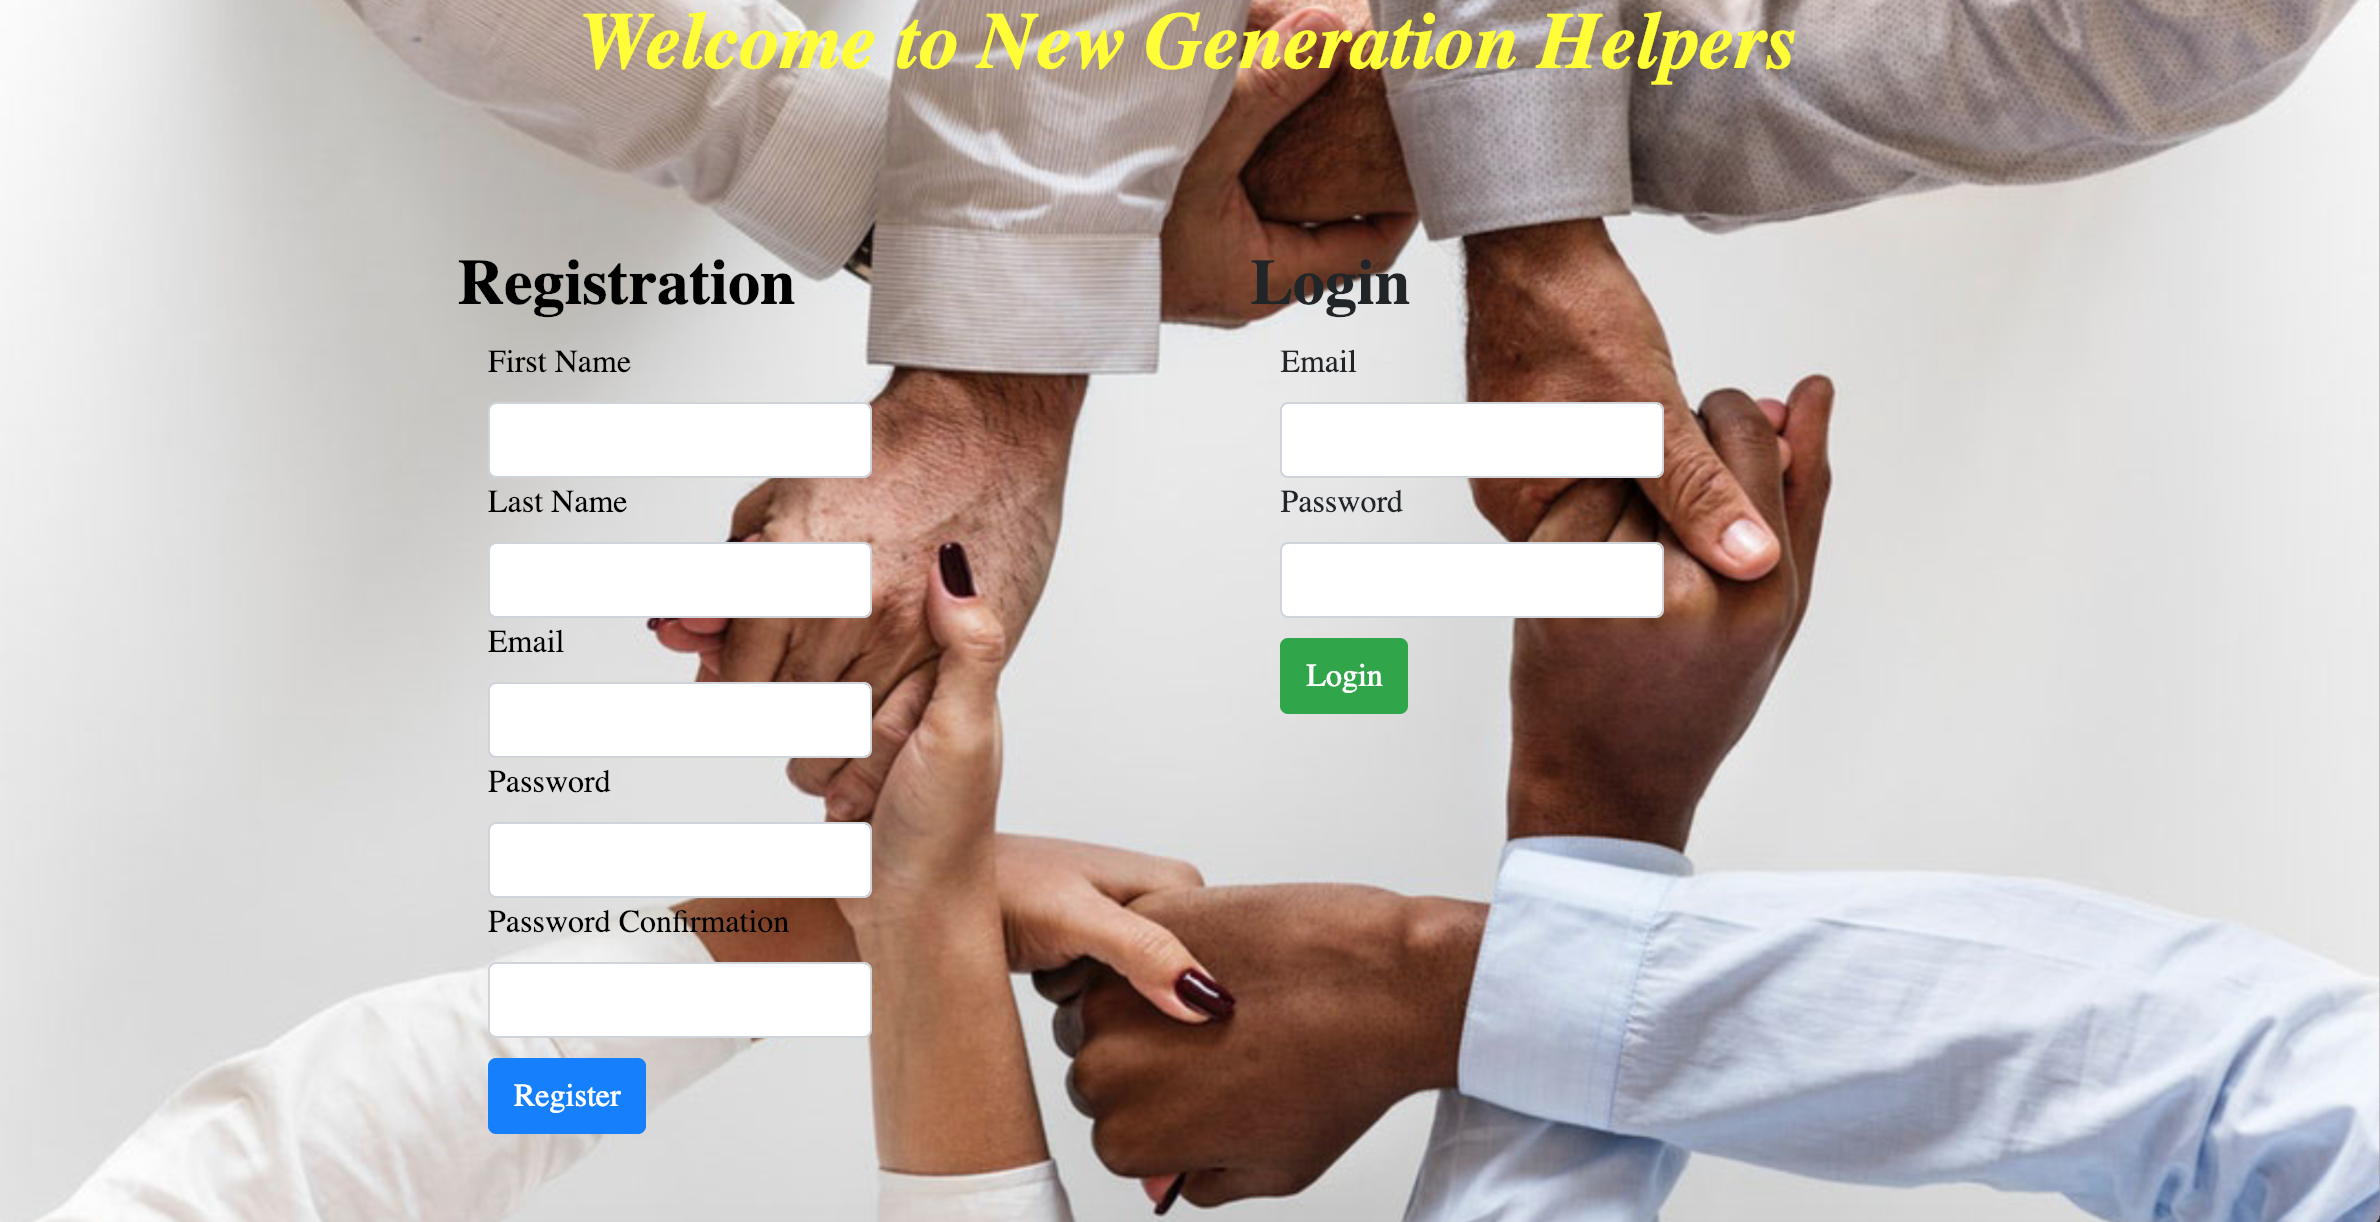 Welcome to New Generation Helpers
Registration
First Name
Last Name
Email
Password
Password Confirmation
Register
Login
Email
Password
Login